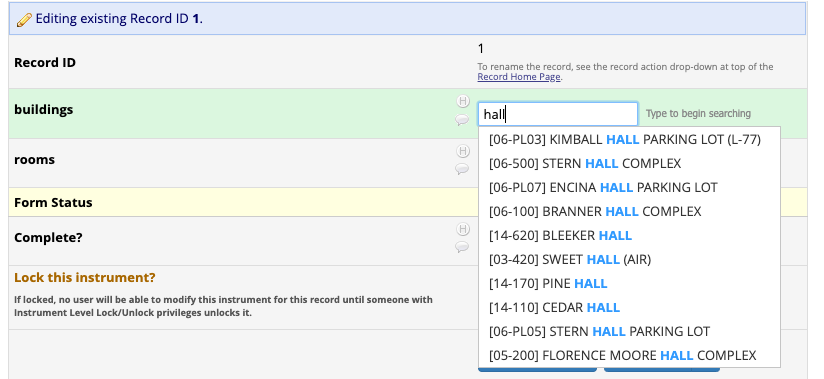 Editing existing Record ID 1.
Record ID
1
To rename the record, see the record action drop-down at top of the
Record Home Page.
buildings
H
hall
Type to begin searching
[06-PL03] KIMBALL HALL PARKING LOT (L-77)
[06-500] STERN HALL COMPLEX
[06-PL07] ENCINA HALL PARKING LOT
[06-100] BRANNER HALL COMPLEX
[14-620] BLEEKER HALL
[03-420] SWEET HALL (AIR)
[14-170] PINE HALL
[14-110] CEDAR HALL
[06-PL05] STERN HALL PARKING LOT
[05-200] FLORENCE MOORE HALL COMPLEX
rooms
H
Form Status
Complete?
H
Lock this instrument?
If locked, no user will be able to modify this instrument for this record until someone with
Instrument Level Lock/Unlock privileges unlocks it.